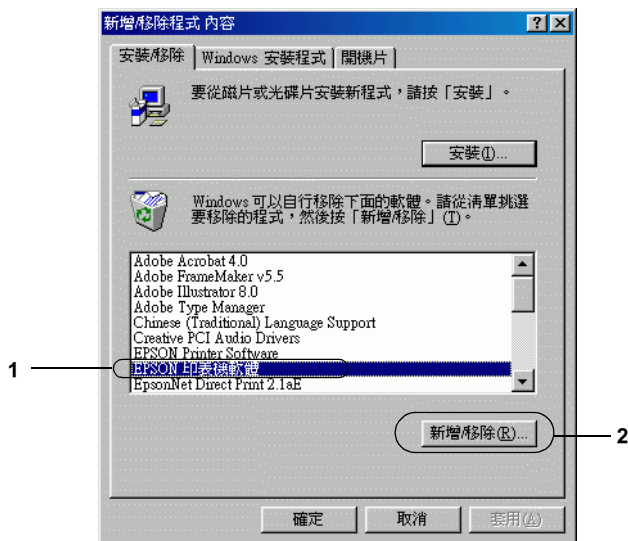 新增/移除程式 內容
安裝/移除
Windows 安裝程式
開機片
要從磁片或光碟片安裝新程式，請按「安裝」。
安裝(I)...
Windows 可以自行移除下面的軟體。請從清單挑選
要移除的程式，然後按「新增/移除」(T)。
Adobe Acrobat 4.0
Adobe FrameMaker v5.5
Adobe Illustrator 8.0
Adobe Type Manager
Chinese (Traditional) Language Support
Creative PCI Audio Drivers
EPSON Printer Software
1
EPSON 印表機軟體
EpsonNet Direct Print 2.1aE
新增/移除(R)...
2
確定
取消
套用(A)